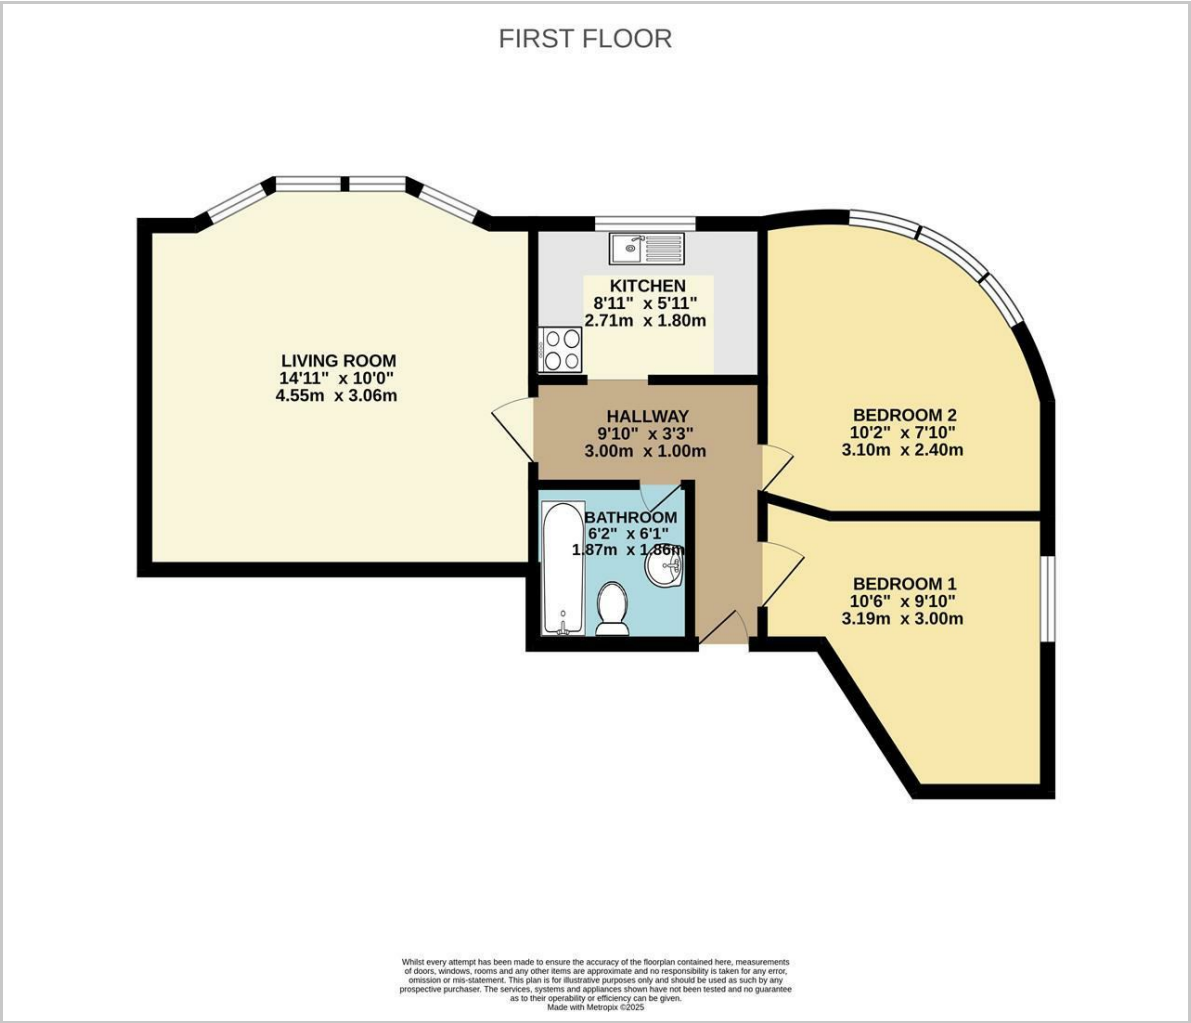 FIRST FLOOR
KITCHEN
8'11" x 5'11"
2.71m x 1.80m
LIVING ROOM
14'11" x 10'0"
4.55m x 3.06m
HALLWAY
9'10" x 3'3"
3.00m x 1.00m
BEDROOM 2
10'2" x 7'10"
3.10m x 2.40m
BATHROOM
6'2" x 6'1"
1.87m x 1.86m
BEDROOM 1
10'6" x 9'10"
3.19m x 3.00m
Whilst every attempt has been made to ensure the accuracy of the floorplan contained here, measurements
of doors, windows, rooms and any other items are approximate and no responsibility is taken for any error,
omission or mis-statement. This plan is for illustrative purposes only and should be used as such by any
prospective purchaser. The services, systems and appliances shown have not been tested and no guarantee
as to their operability or efficiency can be given.
Made with Metropix ©2025